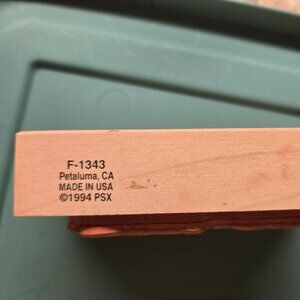 F-1343
Petaluma, CA
MADE IN USA
©1994 PSX